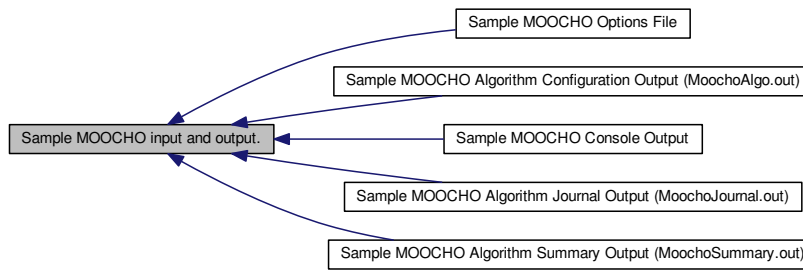 Sample MOOCHO Options File
Sample MOOCHO Algorithm Configuration Output (MoochoAlgo.out)
Sample MOOCHO input and output.
Sample MOOCHO Console Output
Sample MOOCHO Algorithm Journal Output (MoochoJournal.out)
Sample MOOCHO Algorithm Summary Output (MoochoSummary.out)